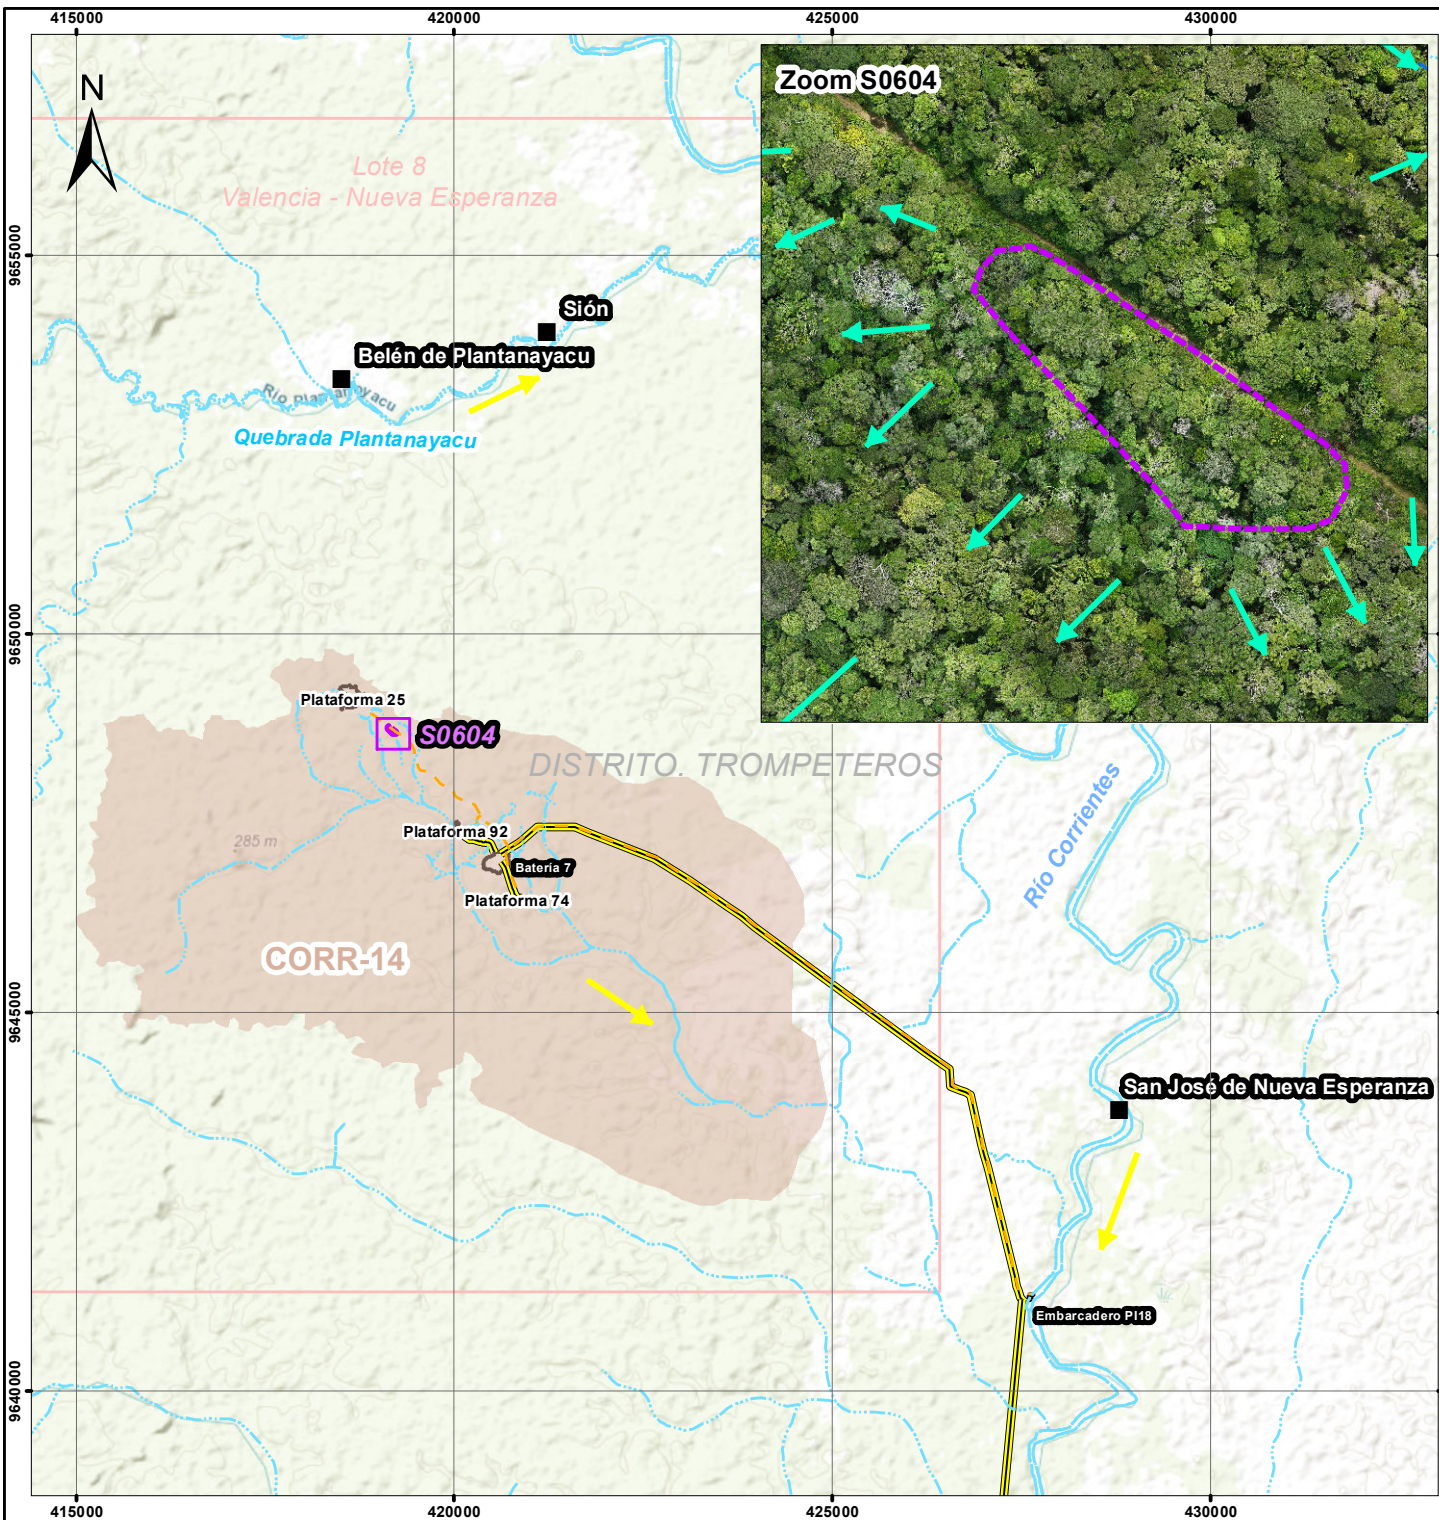 415000
420000
425000
430000
Zoom S0604
N
Lote 8
Valencia - Nueva Esperanza
9655000
Sión
Belén de Plantanayacu
Quebrada Plantanayacu
9650000
Plataforma 25
S0604
DISTRITO. TROMPETEROS
Plataforma 92
285 m
Batería 7
Plataforma 74
Río Corrientes
CORR-14
9645000
San José de Nueva Esperanza
Embarcadero PI18
9640000
415000
420000
425000
430000